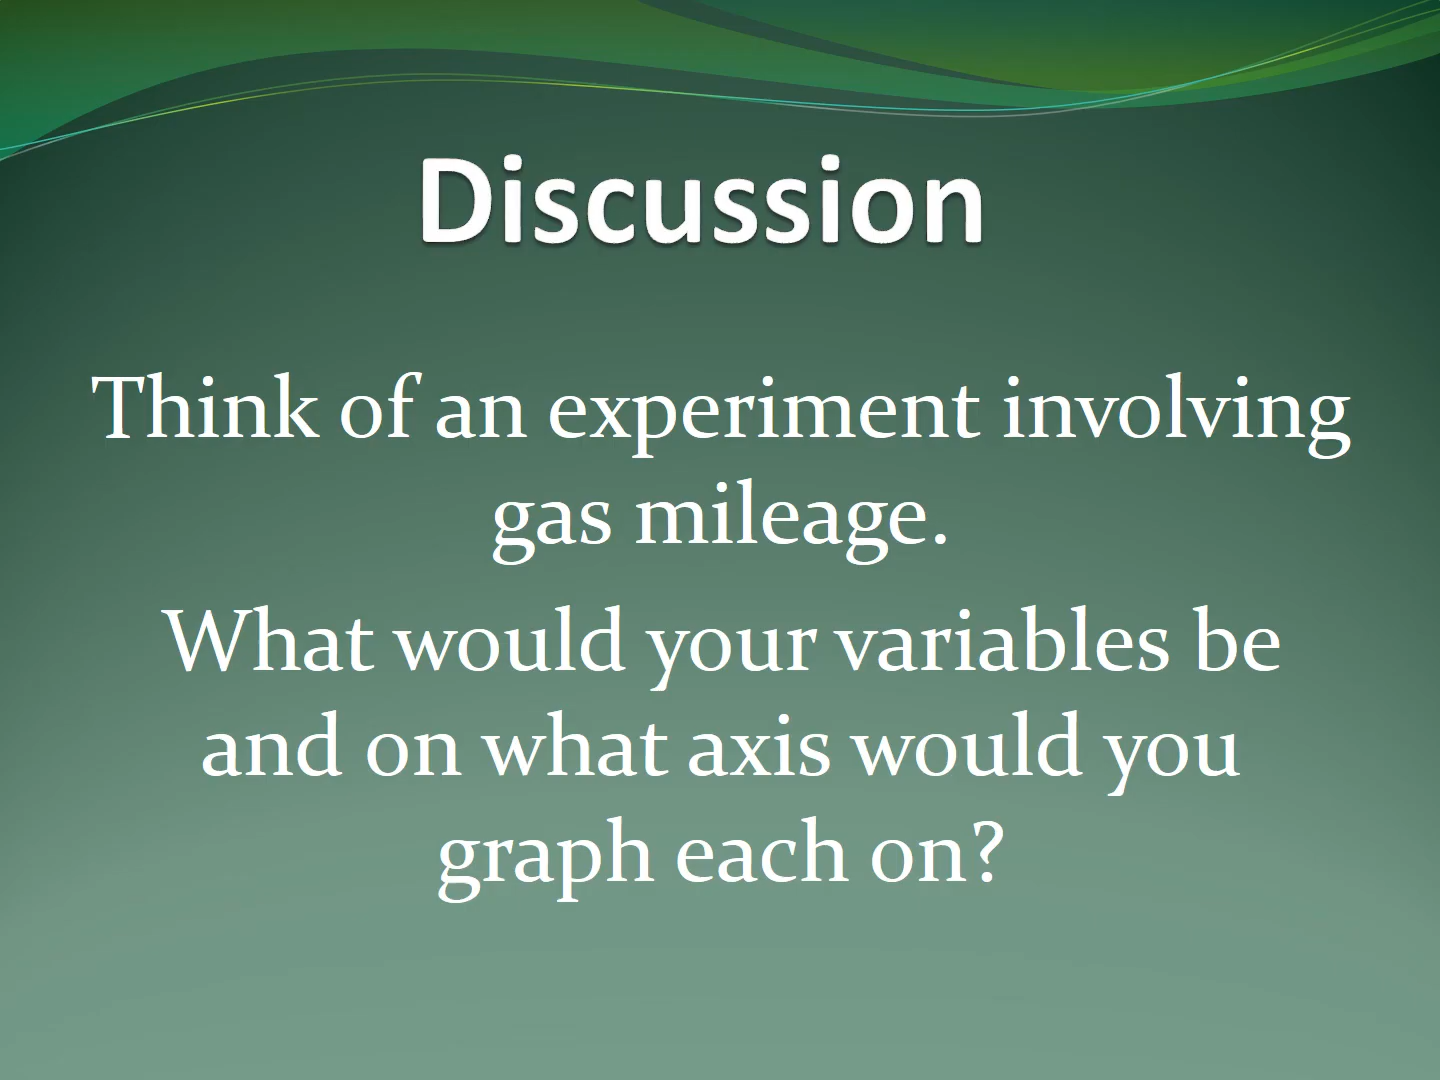 Discussion
Think of an experiment involving
gas mileage.
What would your variables be
and on what axis would you
graph each on?